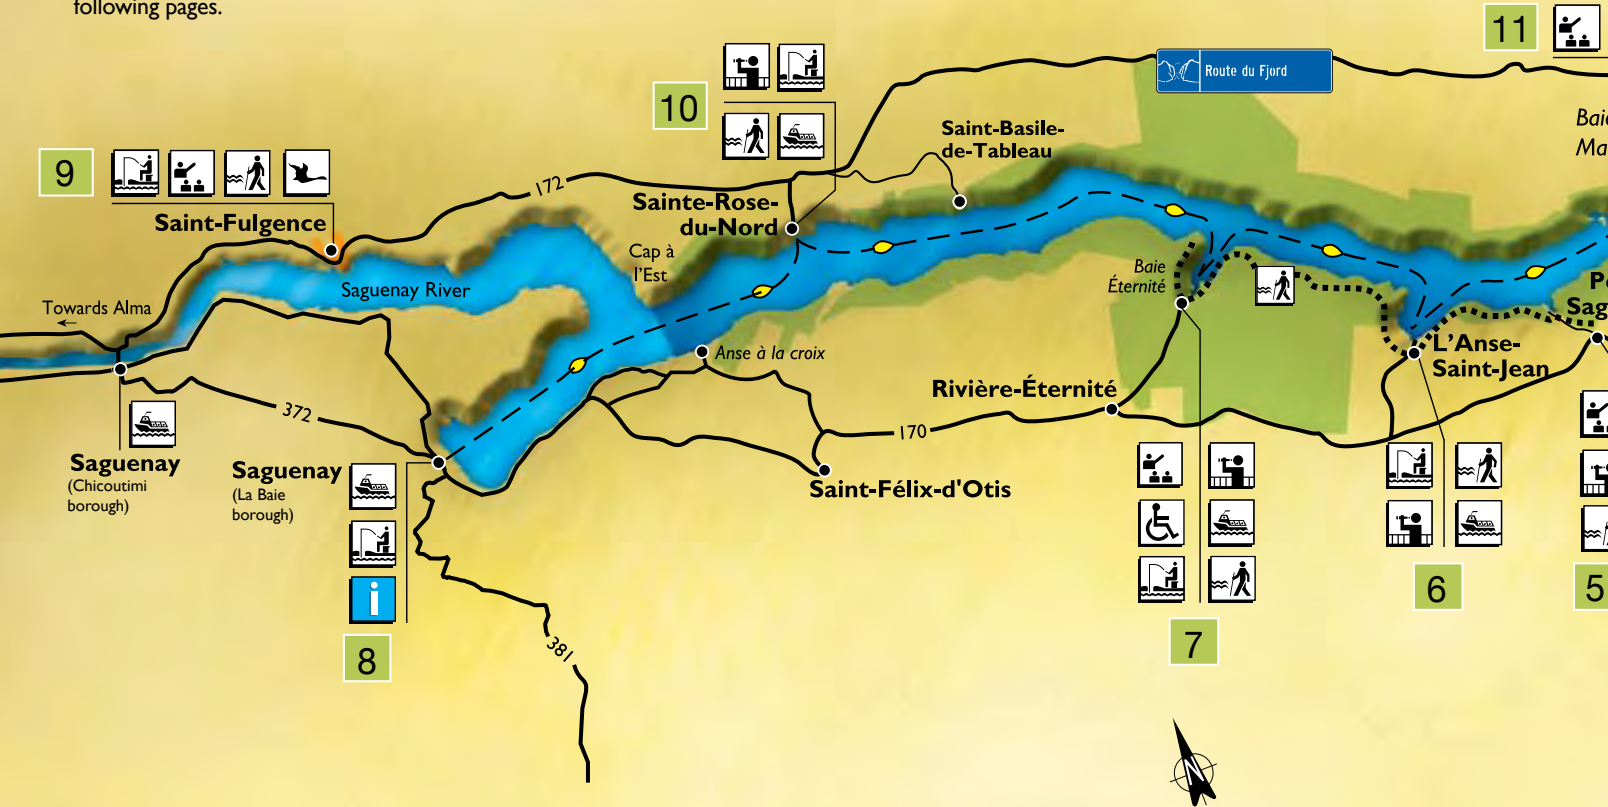 following pages.
11
Route du Fjord
10
Saint-Basile-
de-Tableau
9
172
Saint-Fulgence
Sainte-Rose-
du-Nord
Cap à
l'Est
Saguenay River
Baie
Éternité
Towards Alma
Anse à la croix
L'Anse-
Saint-Jean
Rivière-Éternité
372
170
Saguenay
(Chicoutimi
borough)
Saguenay
(La Baie
borough)
Saint-Félix-d'Otis
i
6
5
7
8
381
N